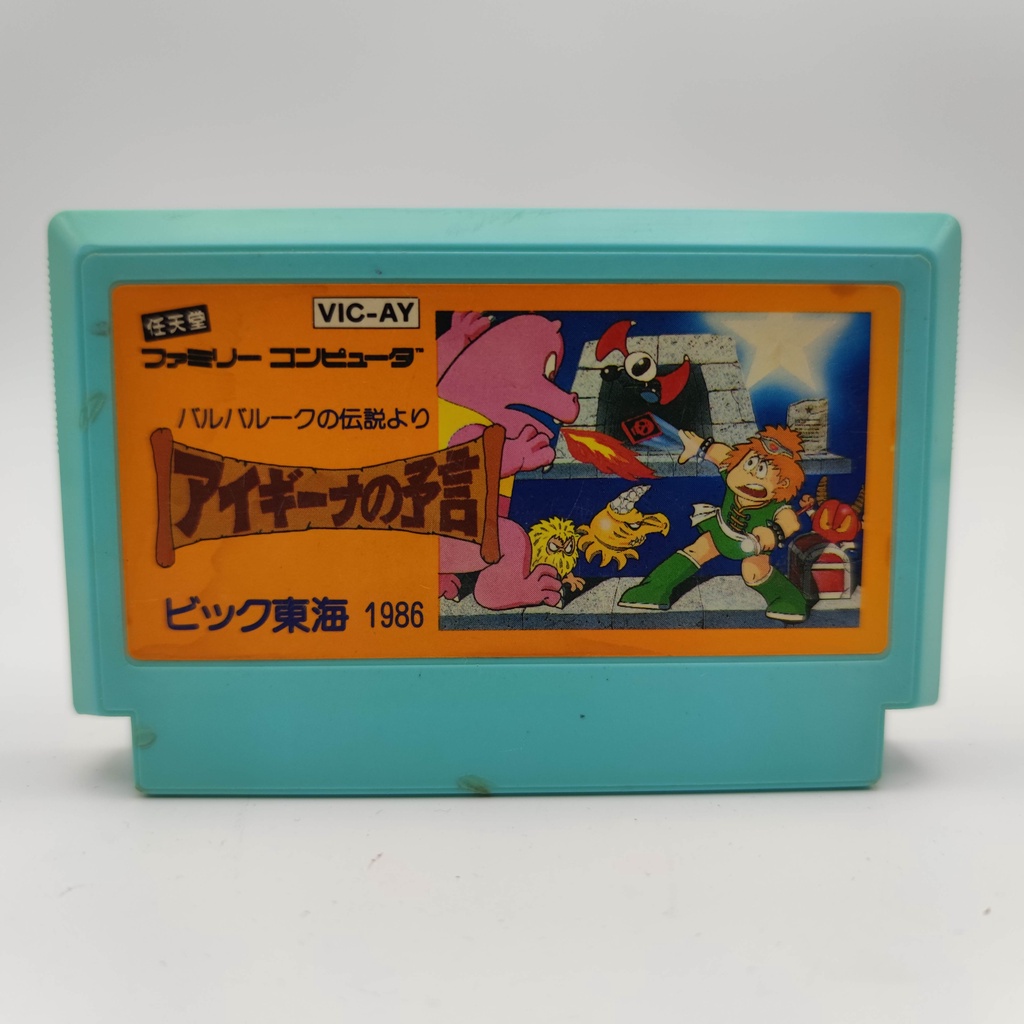 任天堂
VIC-AY
ファミリー コンピュータ™
バルバルークの伝説より
アイギーナの予言
ビック東海 1986